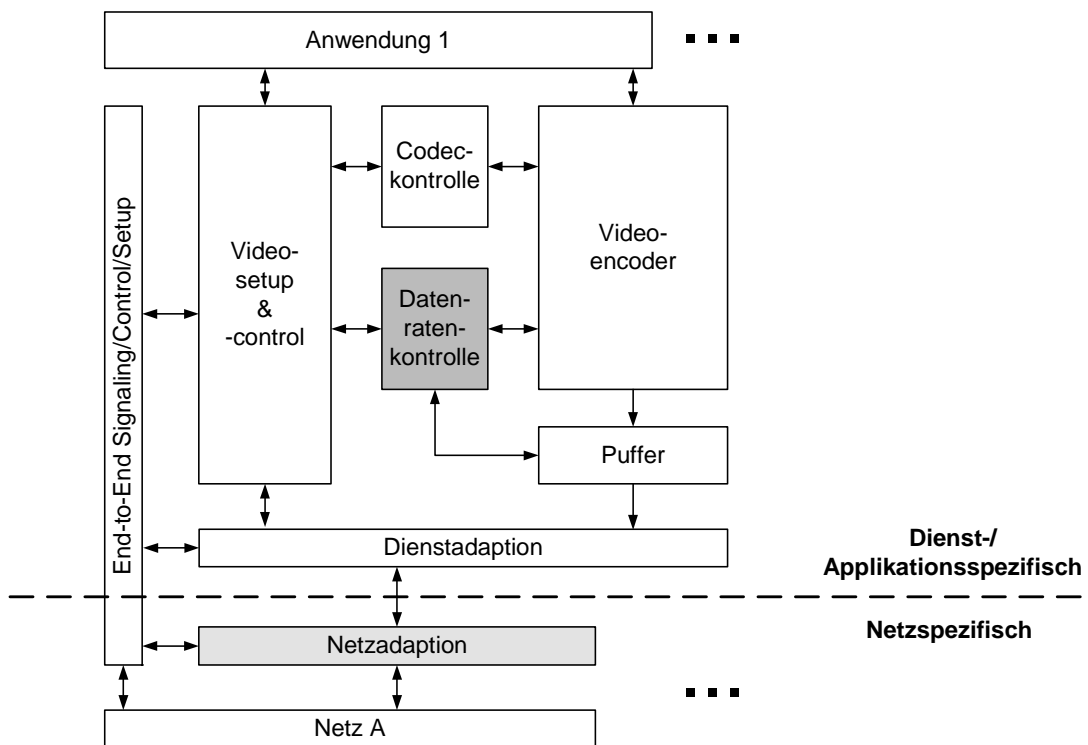 Anwendung 1
End-to-End Signaling/Control/Setup
Video-
setup
&
-control
Codec-
kontrolle
Daten-
raten-
kontrolle
Video-
encoder
Puffer
Dienstadaption
Dienst-/
Applikationsspezifisch
Netzspezifisch
Netzadaption
Netz A